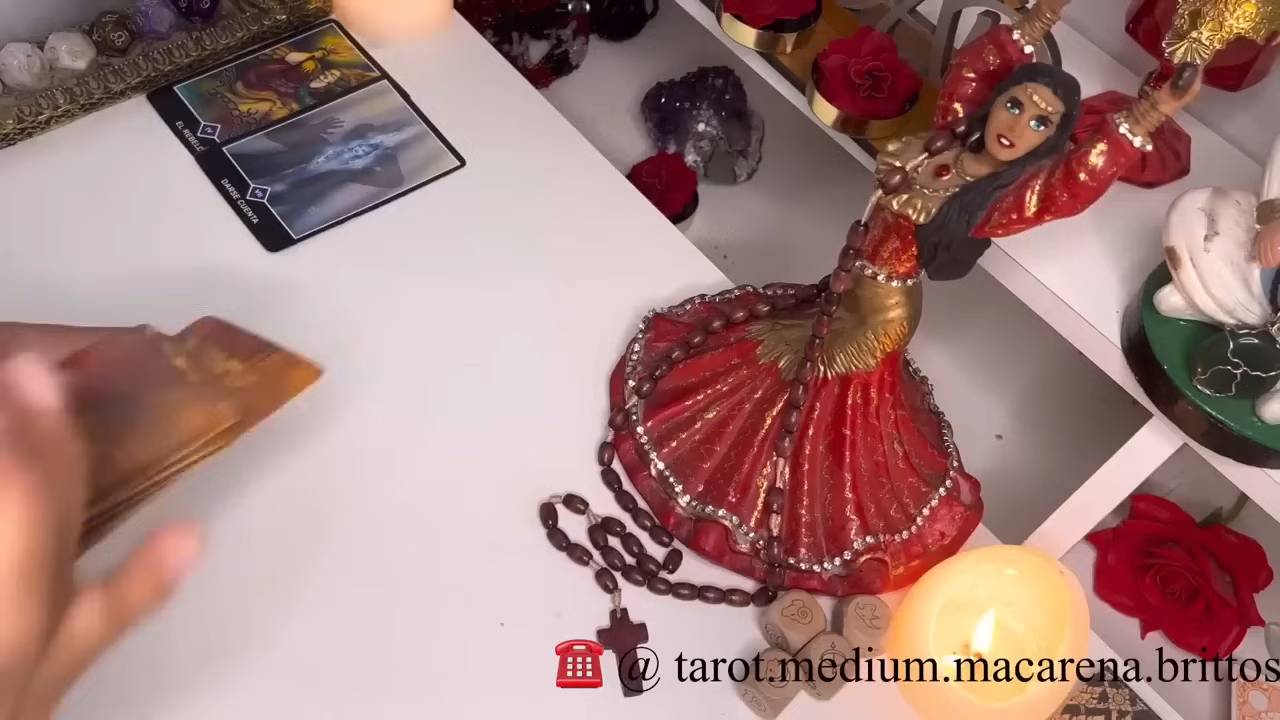 EL REBELDE
DARSE CUENTA
☎️ @ tarot.medium.macarena.brittos